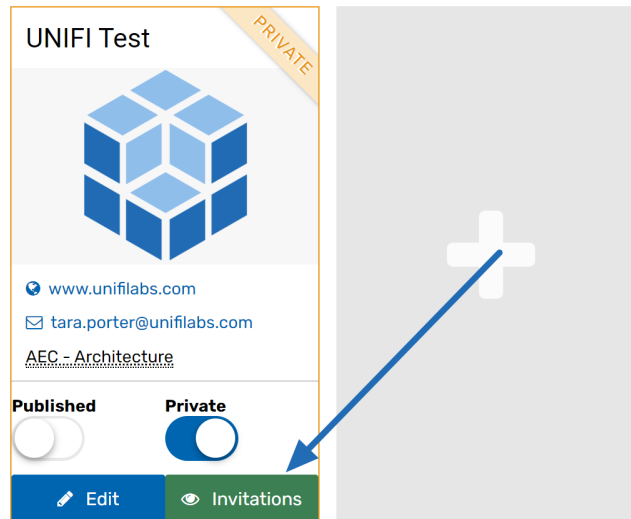 UNIFI Test
PRIVATE
www.unifilabs.com
tara.porter@unifilabs.com
AEC - Architecture
Published Private
Edit Invitations